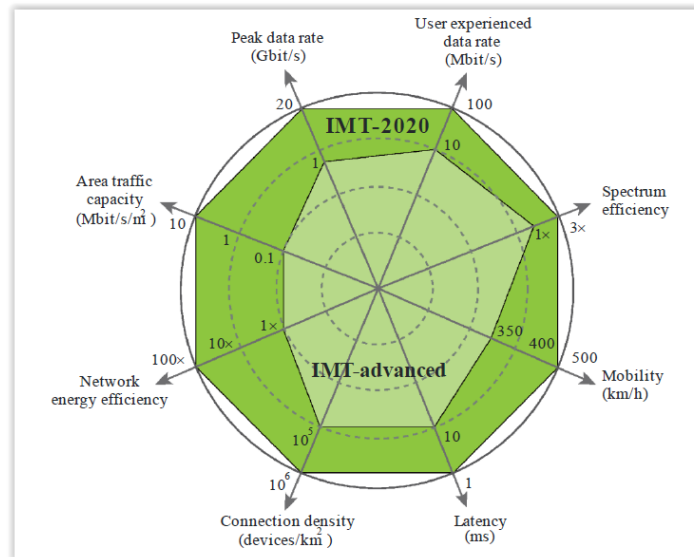 User experienced
data rate
(Mbit/s)
Peak data rate
(Gbit/s)
20
100
IMT-2020
1
10
Area traffic
capacity
(Mbit/s/m²)
10
1
0.1
Spectrum
efficiency
1×
3×
1×
10×
100×
Network
energy efficiency
350
400
500
Mobility
(km/h)
IMT-advanced
10⁵
10
10⁶
1
Connection density
(devices/km²)
Latency
(ms)